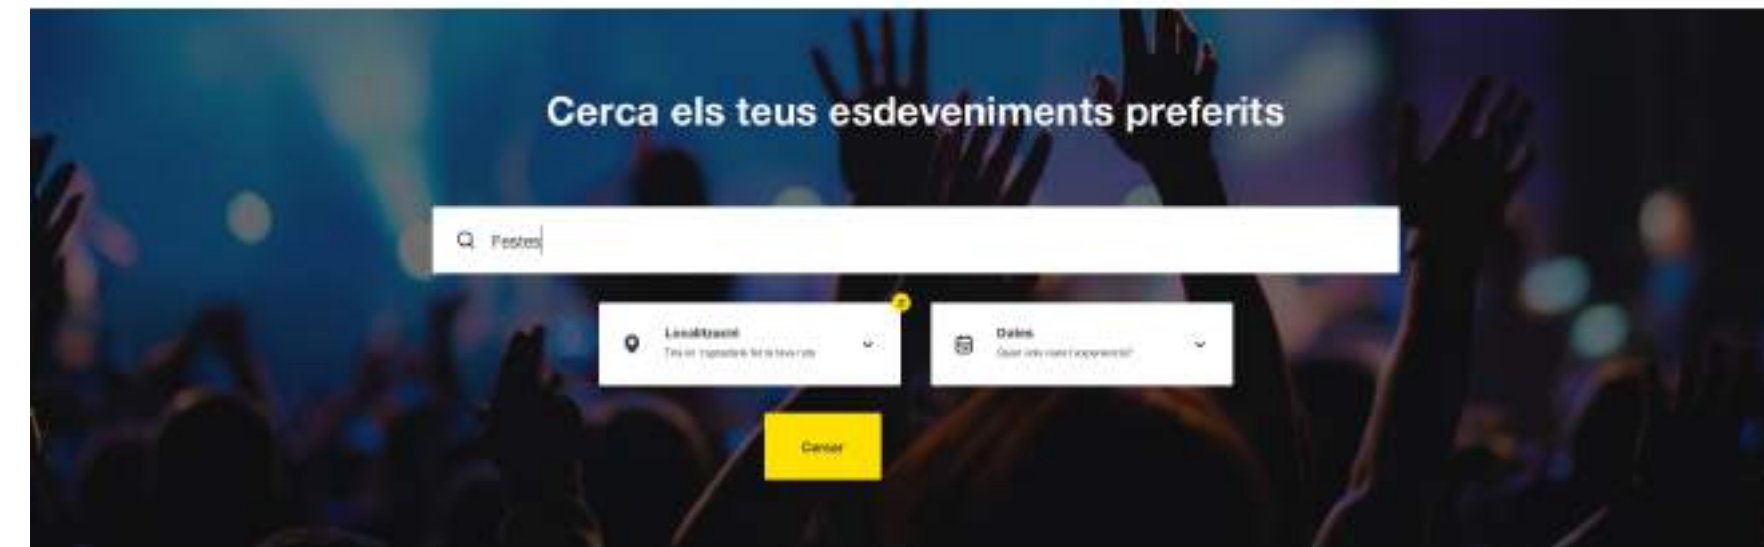 Cerca els teus esdeveniments preferits
Festes
Localització
Dates
Cercar